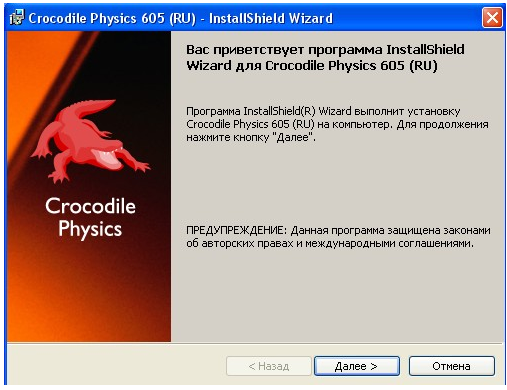 Crocodile Physics 605 (RU) - InstallShield Wizard
Вас приветствует программа InstallShield
Wizard для Crocodile Physics 605 (RU)
Программа InstallShield(R) Wizard выполнит установку
Crocodile Physics 605 (RU) на компьютер. Для продолжения
нажмите кнопку "Далее".
Crocodile
Physics
ПРЕДУПРЕЖДЕНИЕ: Данная программа защищена законами
об авторских правах и международными соглашениями.
< Назад
Далее >
Отмена